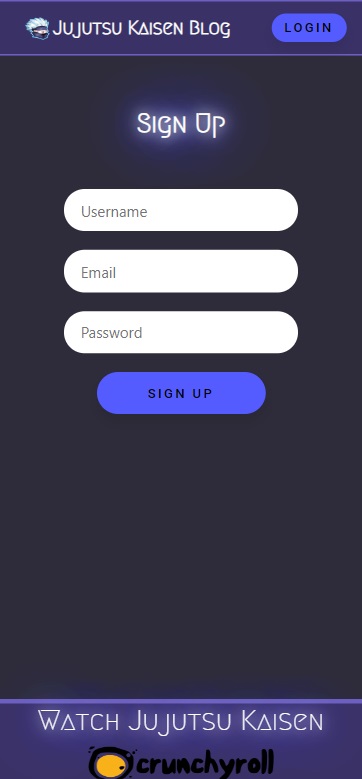 Jujutsu Kaisen Blog
LOGIN
Sign Up
Username
Email
Password
SIGN UP
Watch Jujutsu Kaisen
crunchyroll